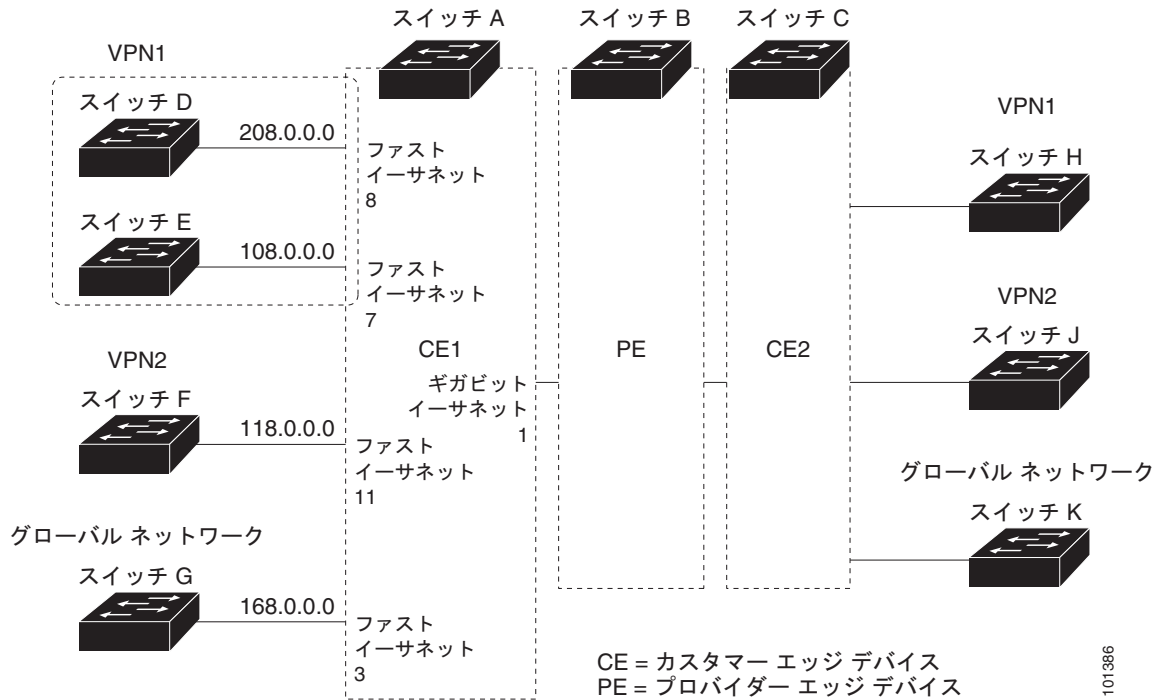 スイッチ A
スイッチ B
スイッチ C
VPN1
スイッチ D
208.0.0.0
ファスト
イーサネット
8
スイッチ E
108.0.0.0
ファスト
イーサネット
7
VPN2
スイッチ F
118.0.0.0
ファスト
イーサネット
11
グローバル ネットワーク
スイッチ G
168.0.0.0
ファスト
イーサネット
3
CE1
ギガビット
イーサネット
1
PE
CE2
VPN1
スイッチ H
VPN2
スイッチ J
グローバル ネットワーク
スイッチ K
CE = カスタマー エッジ デバイス
PE = プロバイダー エッジ デバイス
101386